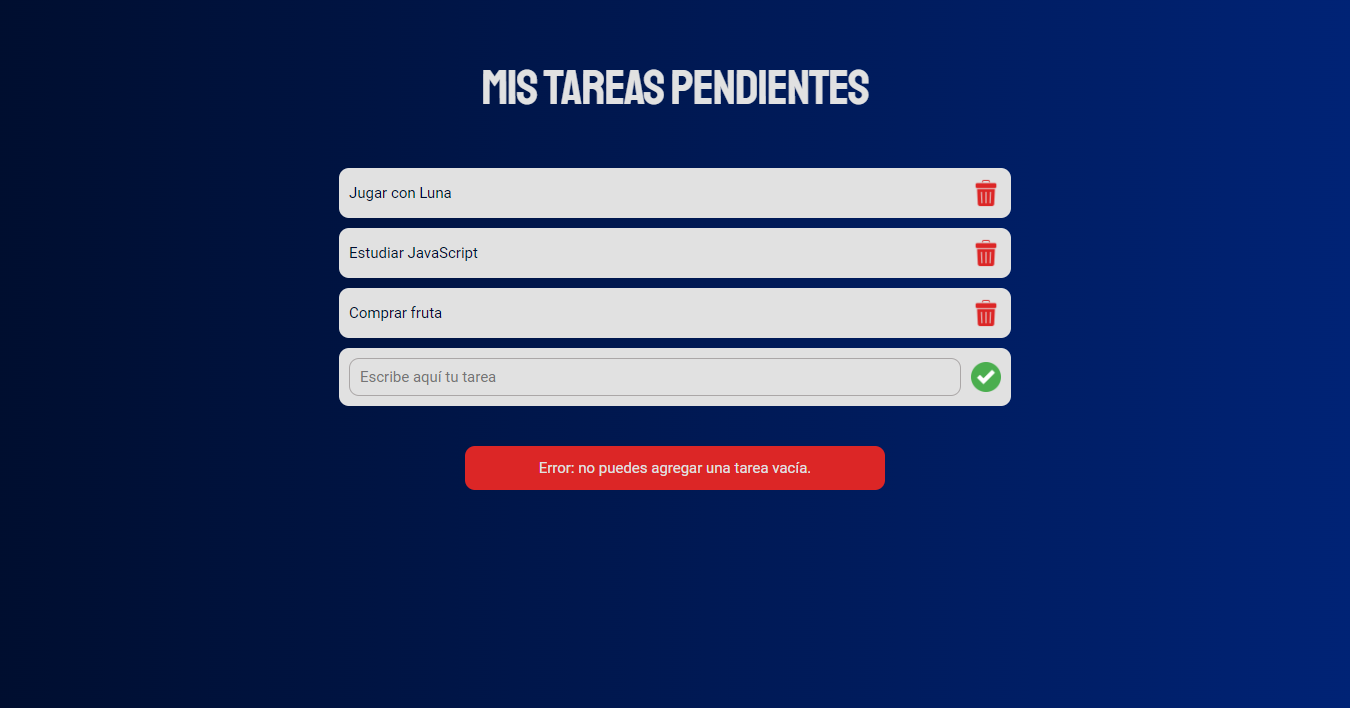 MIS TAREAS PENDIENTES
Jugar con Luna
Estudiar JavaScript
Comprar fruta
Escribe aquí tu tarea
Error: no puedes agregar una tarea vacía.